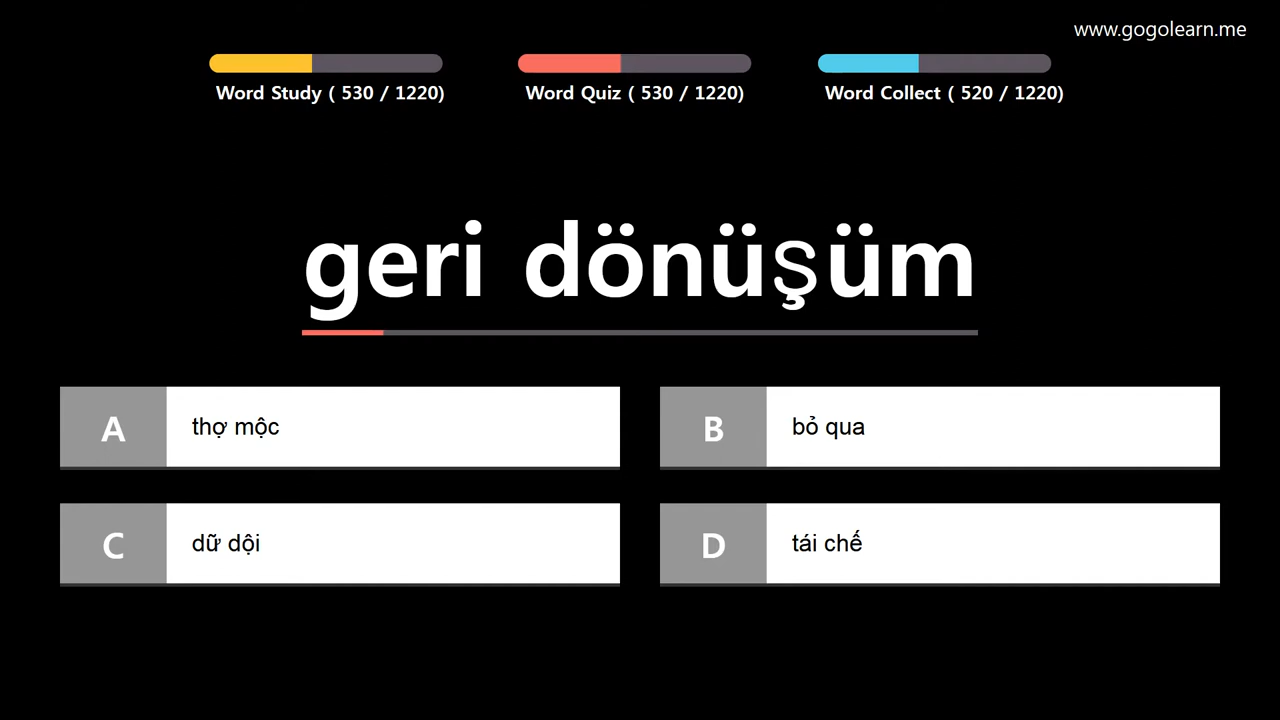 www.gogolearn.me
Word Study ( 530 / 1220)
Word Quiz ( 530 / 1220)
Word Collect ( 520 / 1220)
geri dönüşüm
A
thợ mộc
B
bỏ qua
C
dữ dội
D
tái chế